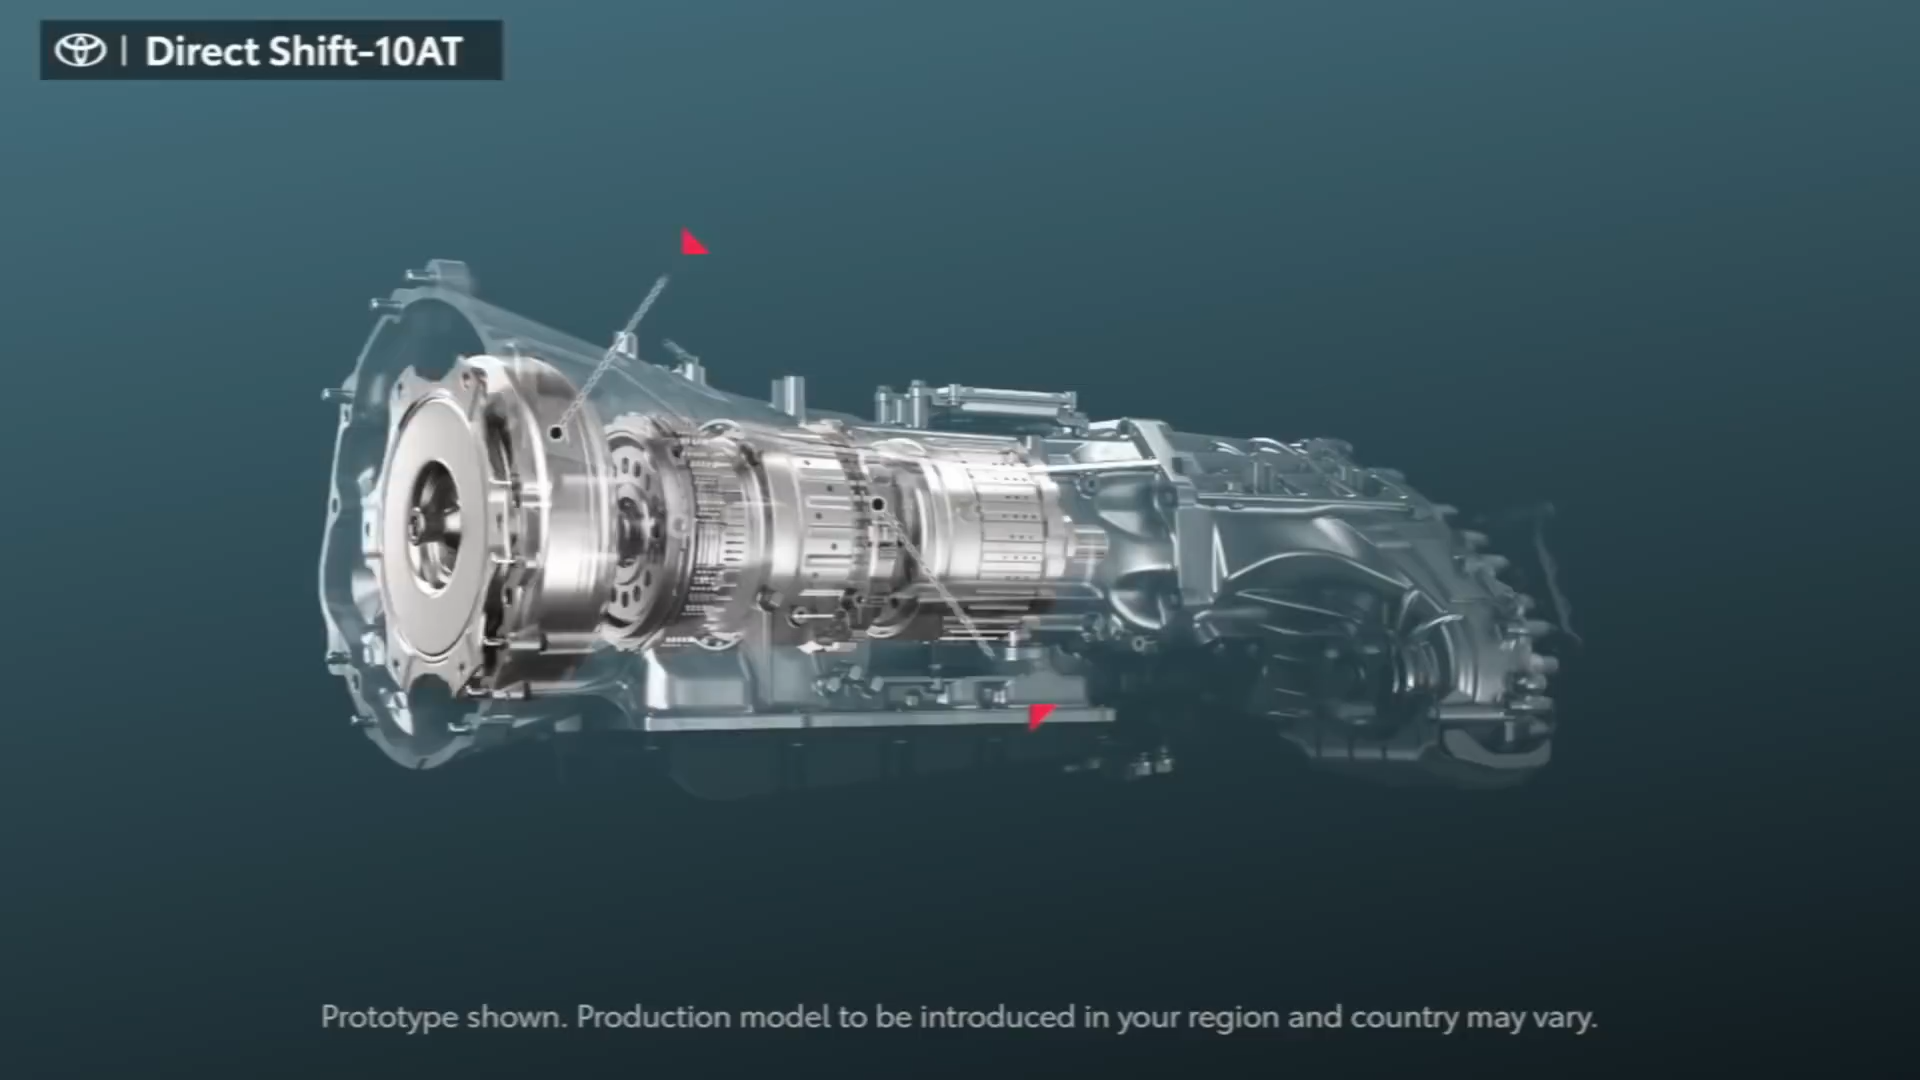 Direct Shift-10AT
Prototype shown. Production model to be introduced in your region and country may vary.